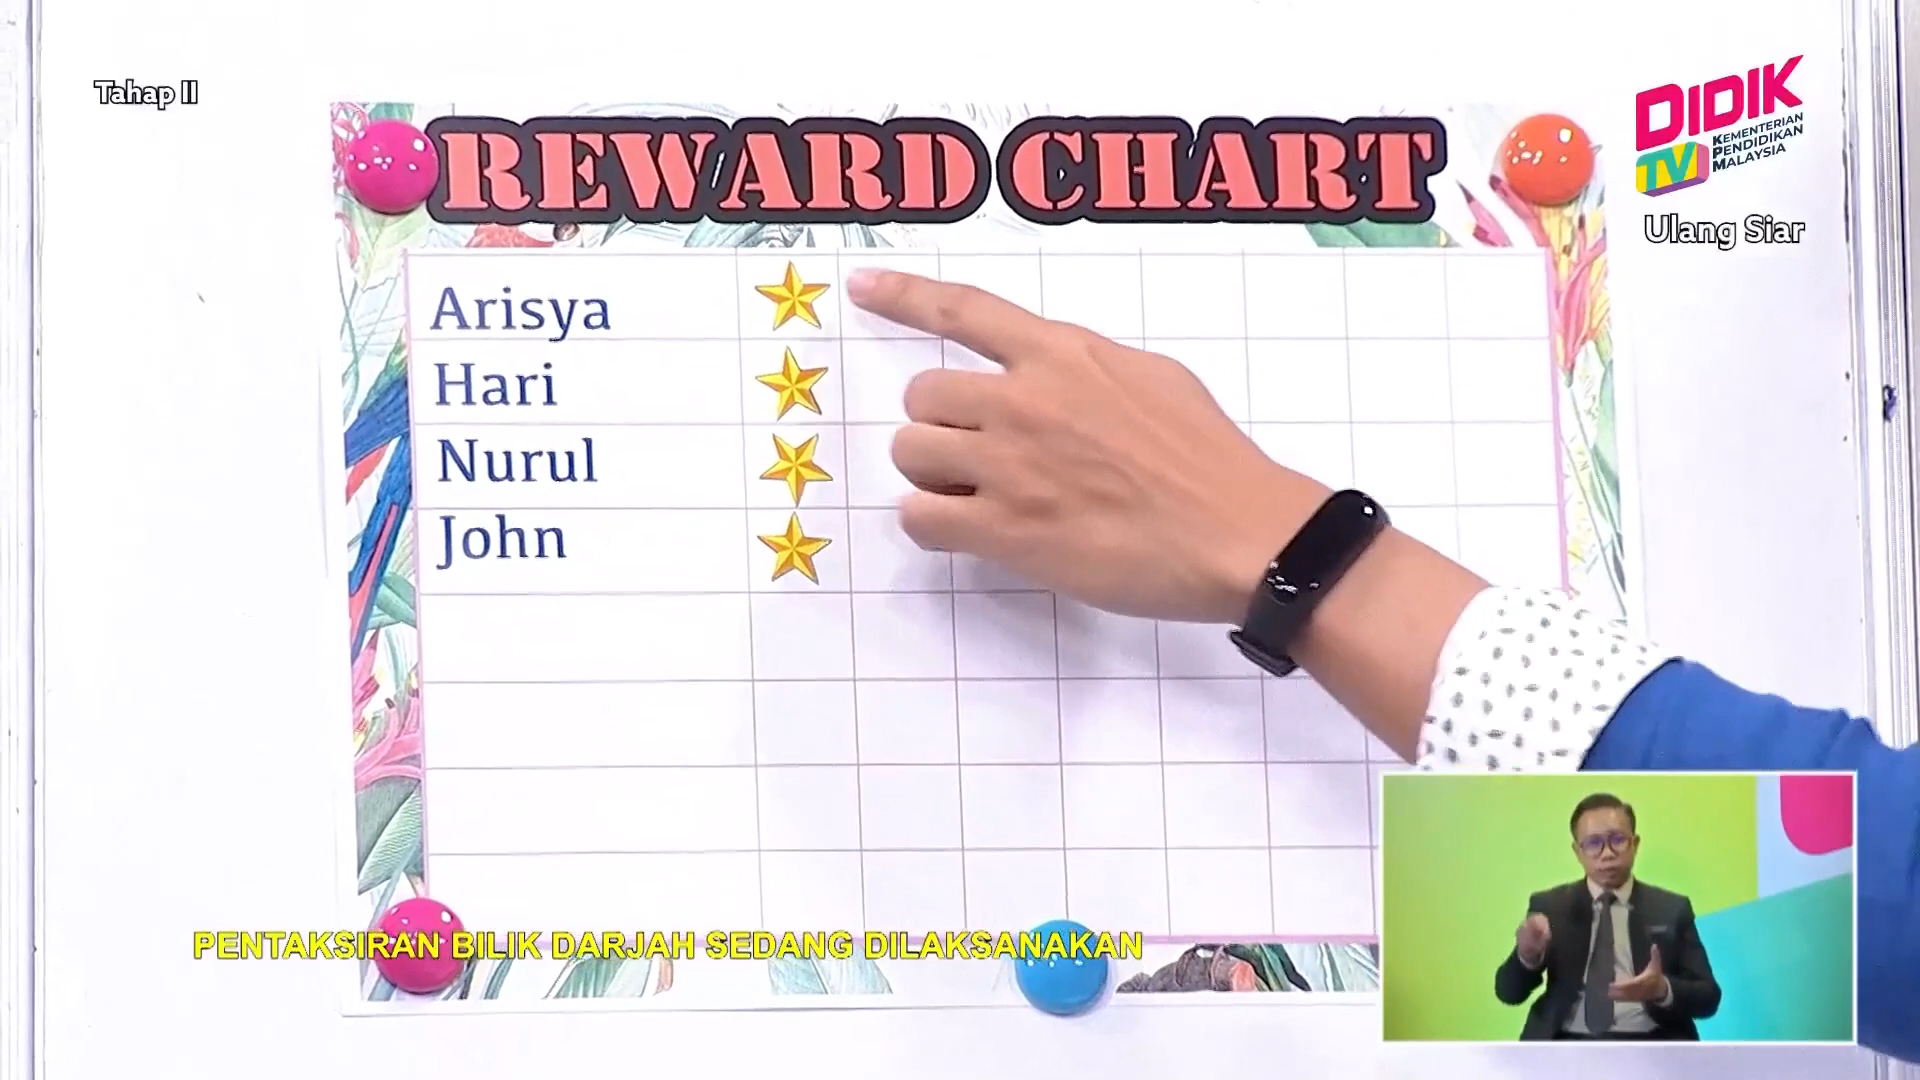 Tahap II
DIDIK
TV
KEMENTERIAN
PENDIDIKAN
MALAYSIA
Ulang Siar
REWARD CHART
Arisya
Hari
Nurul
John
PENTAKSIRAN BILIK DARJAH SEDANG DILAKSANAKAN